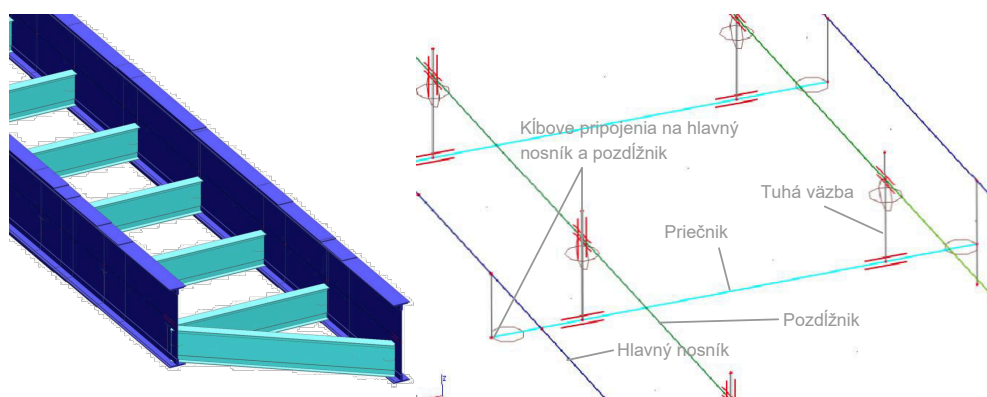 Kĺbove pripojenia na hlavný
nosník a pozdĺžnik
Tuhá väzba
Priečnik
Pozdĺžnik
Hlavný nosník
z